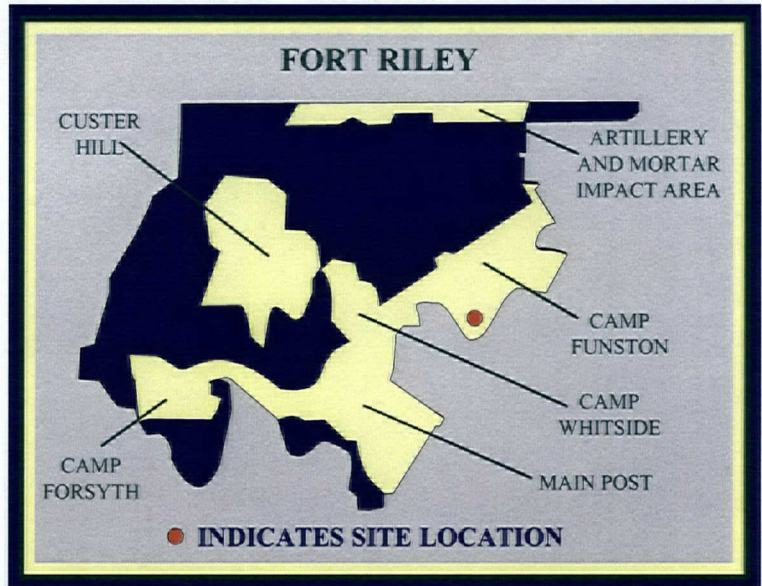 FORT RILEY
CUSTER
HILL
ARTILLERY
AND MORTAR
IMPACT AREA
CAMP
FUNSTON
CAMP
WHITSIDE
CAMP
FORSYTH
MAIN POST
INDICATES SITE LOCATION